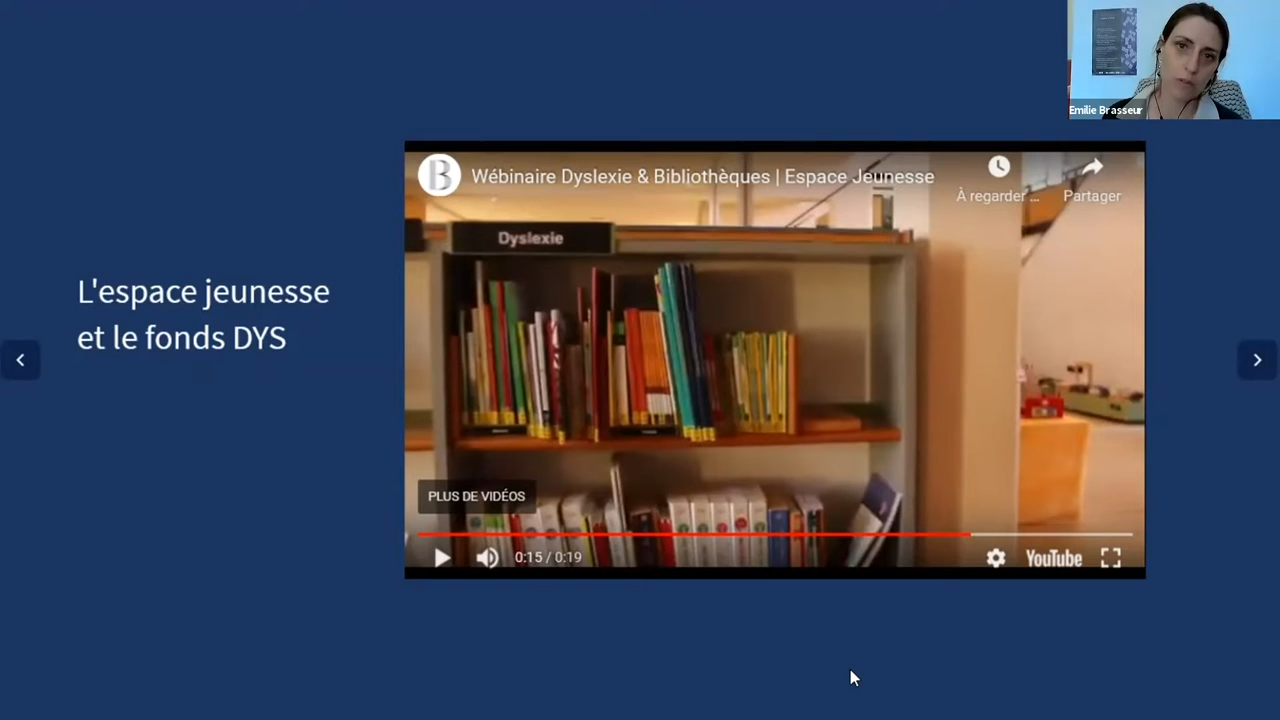 Emilie Brasseur
B
Wébinaire Dyslexie & Bibliothèques | Espace Jeunesse
À regarder ...
Partager
Dyslexie
L'espace jeunesse
et le fonds DYS
PLUS DE VIDÉOS
0:15 / 0:19
YouTube